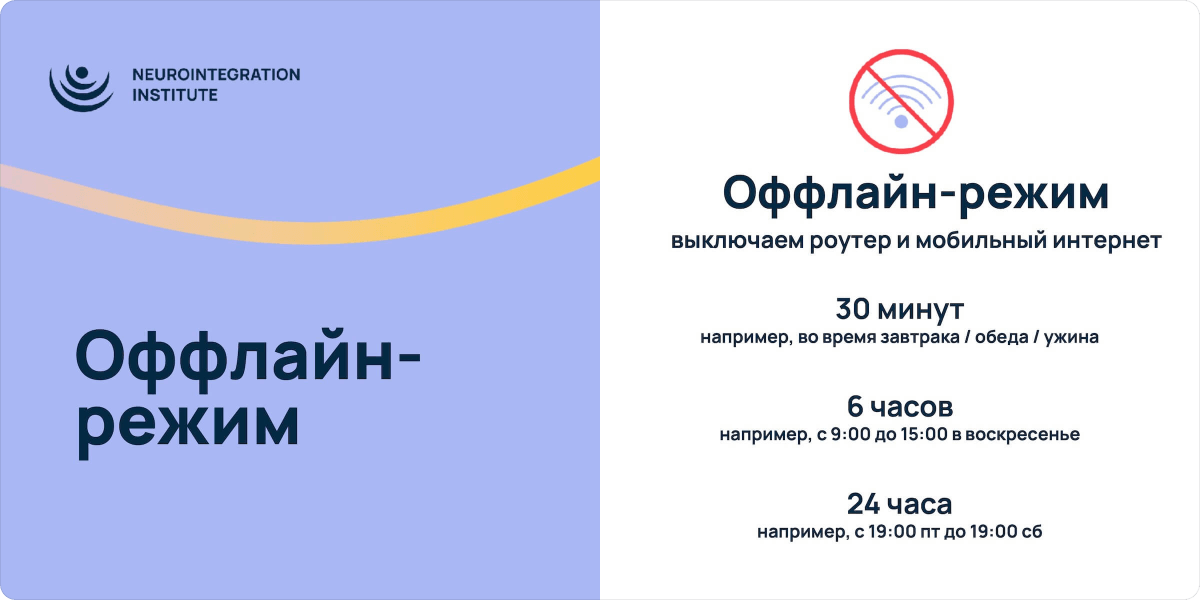 NEUROINTEGRATION
INSTITUTE
Оффлайн-
режим
Оффлайн-режим
выключаем роутер и мобильный интернет
30 минут
например, во время завтрака / обеда / ужина
6 часов
например, с 9:00 до 15:00 в воскресенье
24 часа
например, с 19:00 пт до 19:00 сб